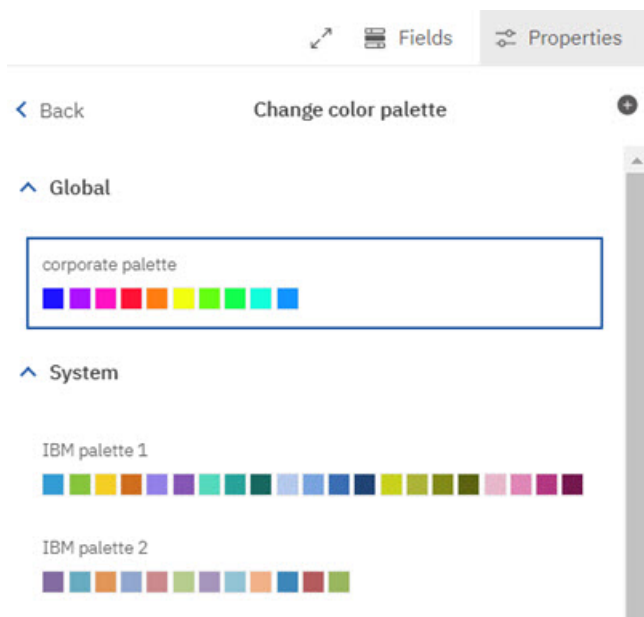 Fields
Properties
Back
Change color palette
Global
corporate palette
System
IBM palette 1
IBM palette 2